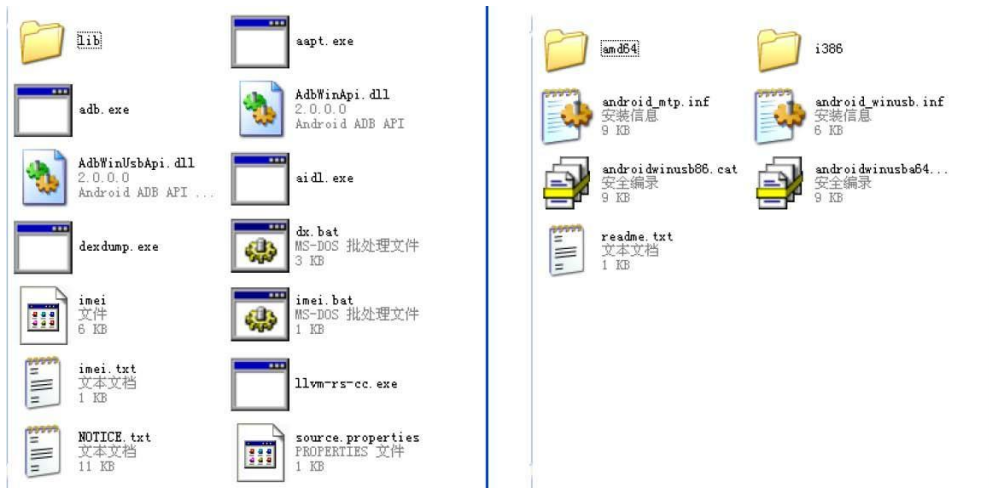 lib
aapt.exe
adb.exe
AdbWinApi.dll
2.0.0.0
Android ADB API
AdbWinUsbApi.dll
2.0.0.0
Android ADB API ...
aidl.exe
dexdump.exe
dx.bat
MS-DOS 批处理文件
3 KB
imei
文件
6 KB
imei.bat
MS-DOS 批处理文件
1 KB
imei.txt
文本文档
1 KB
llvm-rs-cc.exe
NOTICE.txt
文本文档
11 KB
source.properties
PROPERTIES 文件
1 KB
amd64
i386
android_mtp.inf
安装信息
9 KB
android_winusb.inf
安装信息
6 KB
androidwinusb86.cat
安全编录
9 KB
androidwinusba64...
安全编录
9 KB
readme.txt
文本文档
1 KB